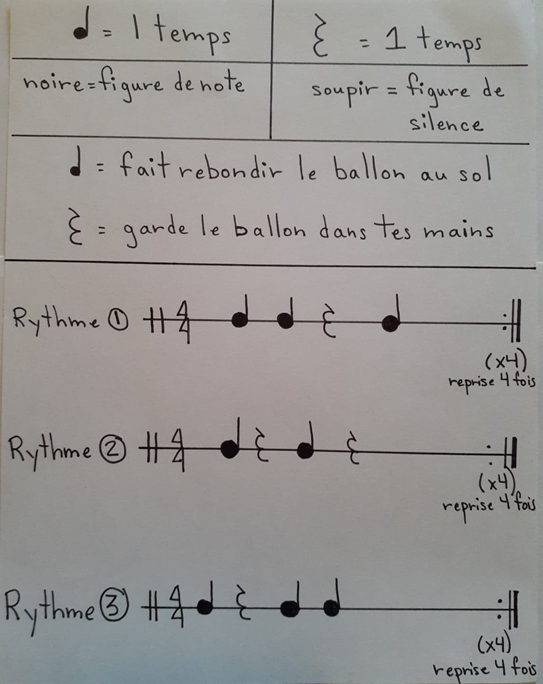 ♩ = 1 temps
𝄽 = 1 temps
noire=figure de note
soupir = figure de
silence
♩ = fait rebondir le ballon au sol
𝄽 = garde le ballon dans tes mains
Rythme ① 4/4 ♩ ♩ 𝄽 ♩ :||
(x4)
reprise 4 fois
Rythme ② 4/4 ♩ 𝄽 ♩ 𝄽 :||
(x4)
reprise 4 fois
Rythme ③ 4/4 ♩ 𝄽 ♩ ♩ :||
(x4)
reprise 4 fois